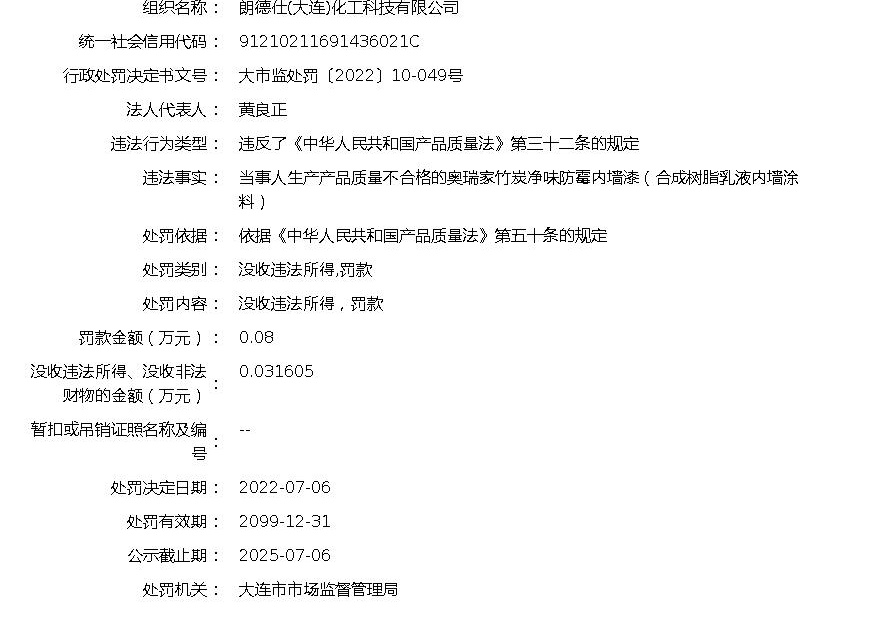 组织名称： 朗德仕(大连)化工科技有限公司
统一社会信用代码： 91210211691436021C
行政处罚决定书文号： 大市监处罚〔2022〕10-049号
法人代表人： 黄良正
违法行为类型： 违反了《中华人民共和国产品质量法》第三十二条的规定
违法事实： 当事人生产产品质量不合格的奥瑞家竹炭净味防霉内墙漆（合成树脂乳液内墙涂
料）
处罚依据： 依据《中华人民共和国产品质量法》第五十条的规定
处罚类别： 没收违法所得,罚款
处罚内容： 没收违法所得，罚款
罚款金额（万元）： 0.08
没收违法所得、没收非法
财物的金额（万元）： 0.031605
暂扣或吊销证照名称及编
号： --
处罚决定日期： 2022-07-06
处罚有效期： 2099-12-31
公示截止期： 2025-07-06
处罚机关： 大连市市场监督管理局